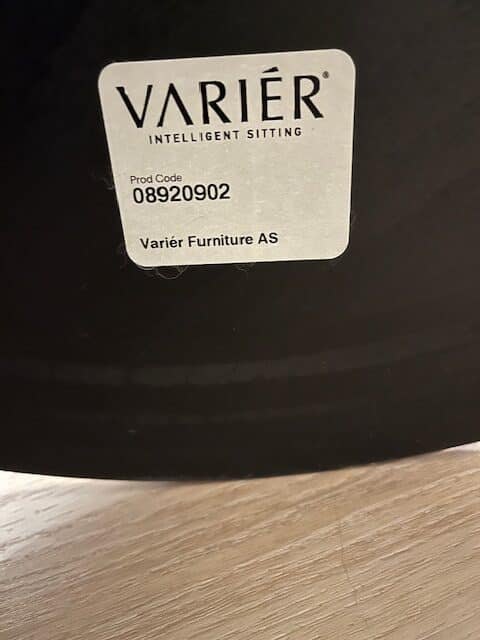 VARIÉR®
INTELLIGENT SITTING
Prod Code
08920902
Variér Furniture AS